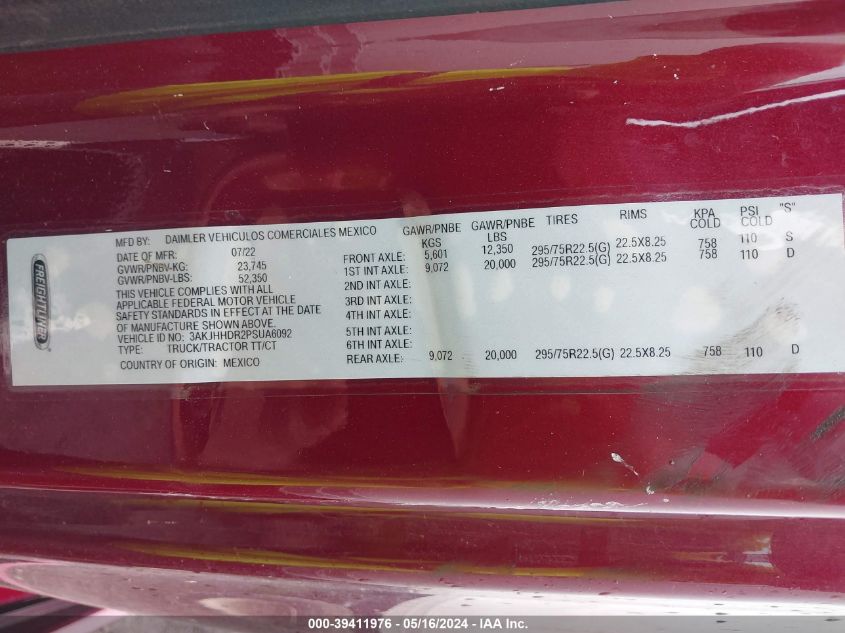 FREIGHTLINER
MFD BY: DAIMLER VEHICULOS COMERCIALES MEXICO
DATE OF MFR: 07/22
GVWR/PNBV-KG: 23,745
GVWR/PNBV-LBS: 52,350
THIS VEHICLE COMPLIES WITH ALL
APPLICABLE FEDERAL MOTOR VEHICLE
SAFETY STANDARDS IN EFFECT AT THE DATE
OF MANUFACTURE SHOWN ABOVE.
VEHICLE ID NO: 3AKJHHDR2PSUA6092
TYPE: TRUCK/TRACTOR TT/CT
COUNTRY OF ORIGIN: MEXICO
GAWR/PNBE KGS GAWR/PNBE LBS TIRES RIMS KPA COLD PSI COLD "S"
FRONT AXLE: 5,601 12,350 295/75R22.5(G) 22.5X8.25 758 110 S
1ST INT AXLE: 9,072 20,000 295/75R22.5(G) 22.5X8.25 758 110 D
2ND INT AXLE:
3RD INT AXLE:
4TH INT AXLE:
5TH INT AXLE:
6TH INT AXLE:
REAR AXLE: 9,072 20,000 295/75R22.5(G) 22.5X8.25 758 110 D
000-39411976 - 05/16/2024 - IAA Inc.